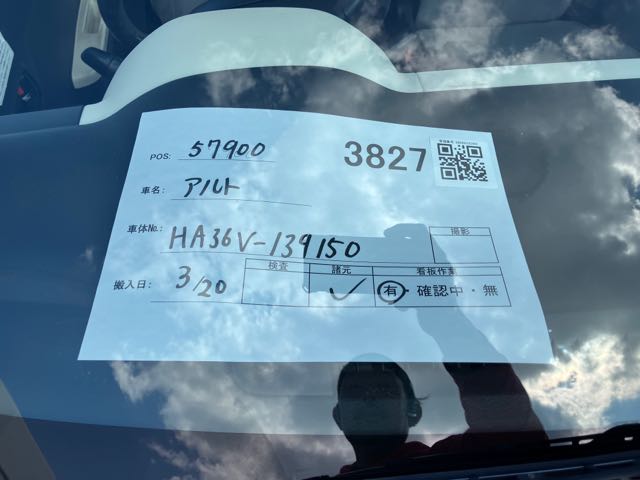 POS: 57900
3827
車名: アルト
車体No.: HA36V-139150
撮影
搬入日: 3/20
検査 諸元 看板作業
✓ 有・確認中・無